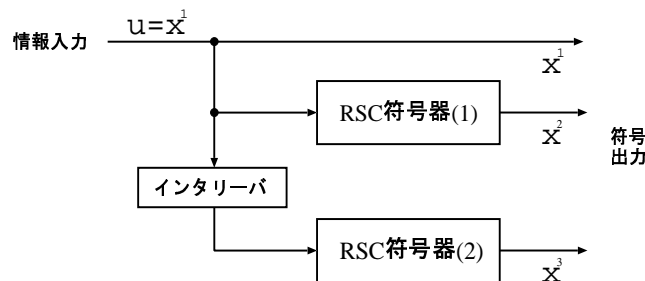 情報入力
u=x¹
x¹
RSC符号器(1)
x²
符号
出力
インタリーバ
RSC符号器(2)
x³